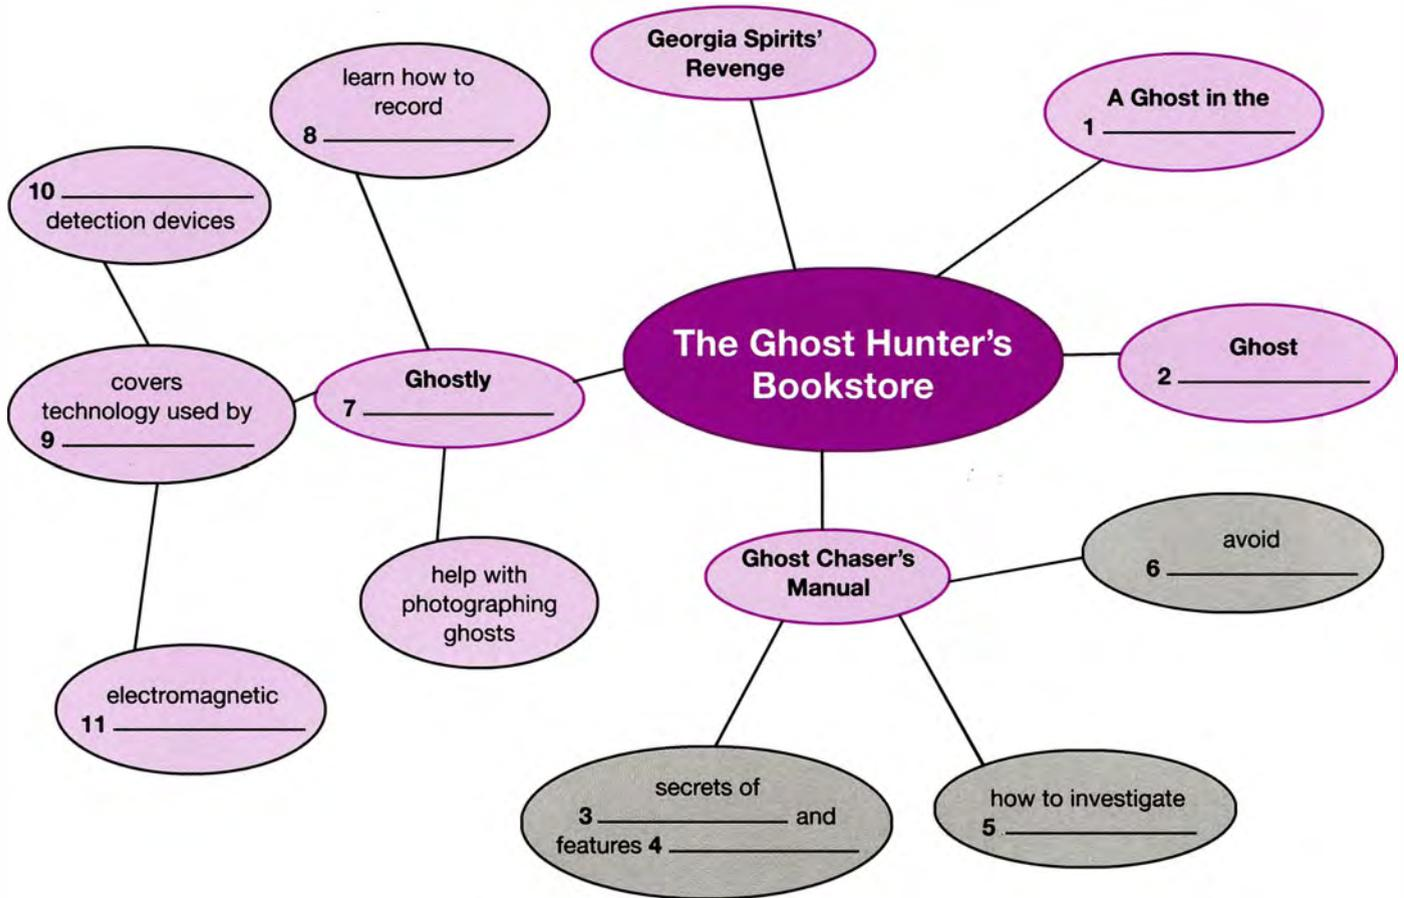 Georgia Spirits'
Revenge
A Ghost in the
1
learn how to
record
8
10
detection devices
The Ghost Hunter's
Bookstore
Ghost
2
covers
technology used by
9
Ghostly
7
avoid
6
Ghost Chaser's
Manual
help with
photographing
ghosts
electromagnetic
11
secrets of
3 and
features 4
how to investigate
5